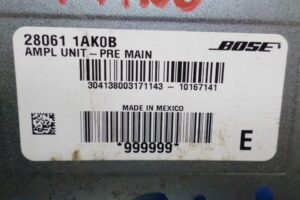 28061 1AK0B
BOSE
AMPL UNIT - PRE MAIN
304138003171143 - 10167141
MADE IN MEXICO
*999999*
E